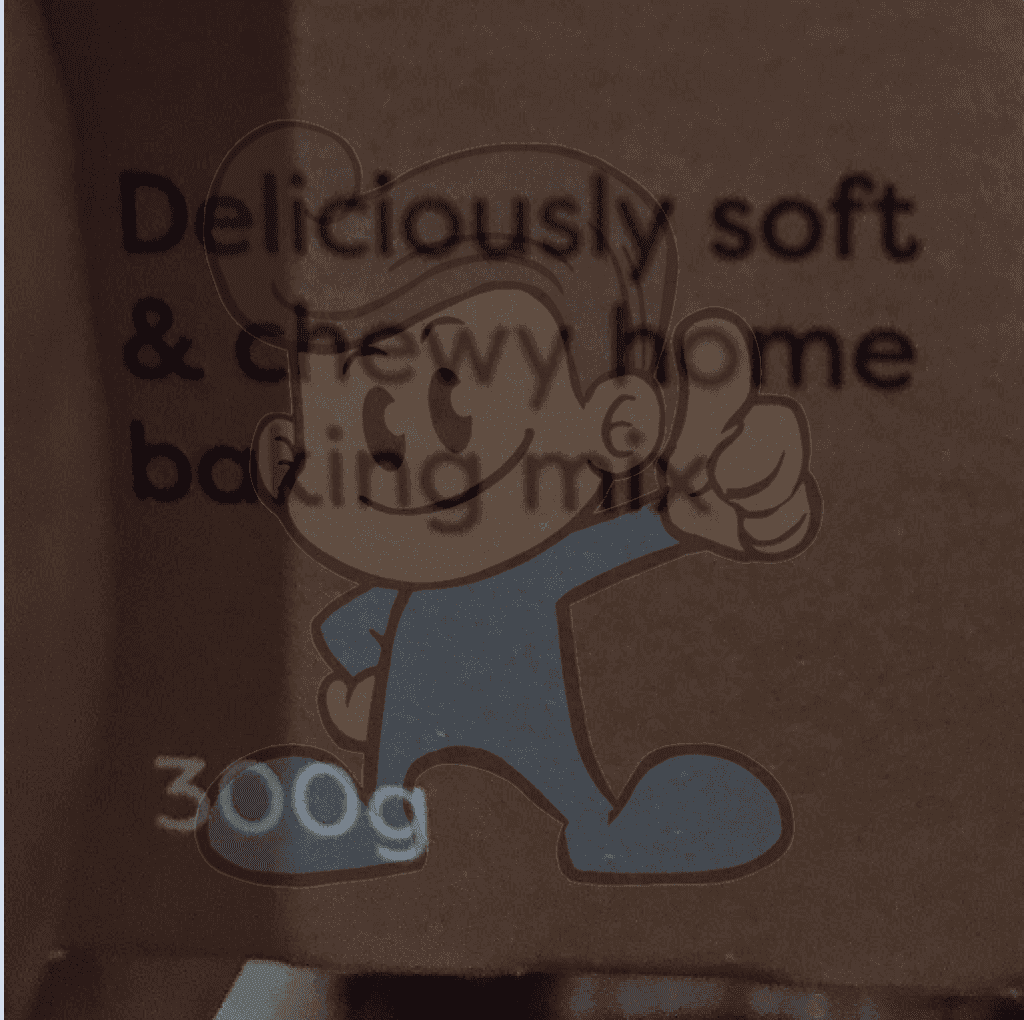 Deliciously soft
& chewy home
baking mix
300g